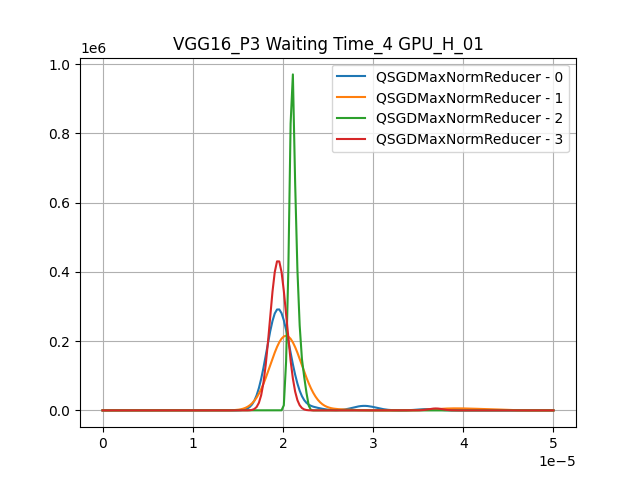 VGG16_P3 Waiting Time_4 GPU_H_01
1e6
1.0
0.8
0.6
0.4
0.2
0.0
QSGDMaxNormReducer - 0
QSGDMaxNormReducer - 1
QSGDMaxNormReducer - 2
QSGDMaxNormReducer - 3
0 1 2 3 4 5
1e−5